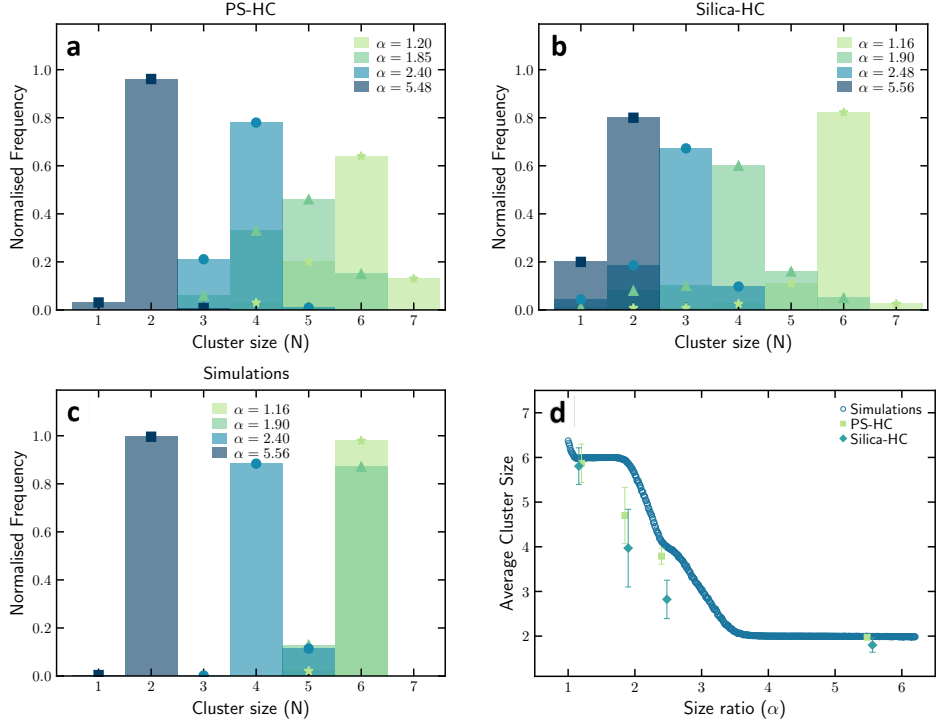 PS-HC
a
α = 1.20
α = 1.85
α = 2.40
α = 5.48
1.0
0.8
0.6
0.4
0.2
0.0
Normalised Frequency
1 2 3 4 5 6 7
Cluster size (N)
Silica-HC
b
α = 1.16
α = 1.90
α = 2.48
α = 5.56
1.0
0.8
0.6
0.4
0.2
0.0
Normalised Frequency
1 2 3 4 5 6 7
Cluster size (N)
Simulations
c
α = 1.16
α = 1.90
α = 2.40
α = 5.56
1.0
0.8
0.6
0.4
0.2
0.0
Normalised Frequency
1 2 3 4 5 6 7
Cluster size (N)
d
Simulations
PS-HC
Silica-HC
7
6
5
4
3
2
Average Cluster Size
1 2 3 4 5 6
Size ratio (α)